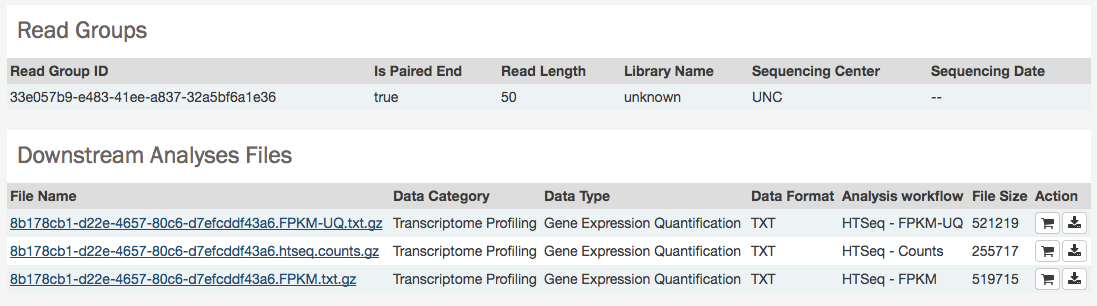 Read Groups
Read Group ID Is Paired End Read Length Library Name Sequencing Center Sequencing Date
33e057b9-e483-41ee-a837-32a5bf6a1e36 true 50 unknown UNC --
Downstream Analyses Files
File Name Data Category Data Type Data Format Analysis workflow File Size Action
8b178cb1-d22e-4657-80c6-d7efcddf43a6.FPKM-UQ.txt.gz Transcriptome Profiling Gene Expression Quantification TXT HTSeq - FPKM-UQ 521219
8b178cb1-d22e-4657-80c6-d7efcddf43a6.htseq.counts.gz Transcriptome Profiling Gene Expression Quantification TXT HTSeq - Counts 255717
8b178cb1-d22e-4657-80c6-d7efcddf43a6.FPKM.txt.gz Transcriptome Profiling Gene Expression Quantification TXT HTSeq - FPKM 519715